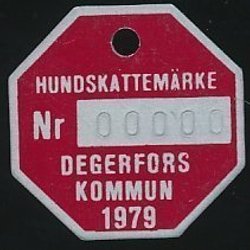 HUNDSKATTEMÄRKE
Nr 00000
DEGERFORS
KOMMUN
1979